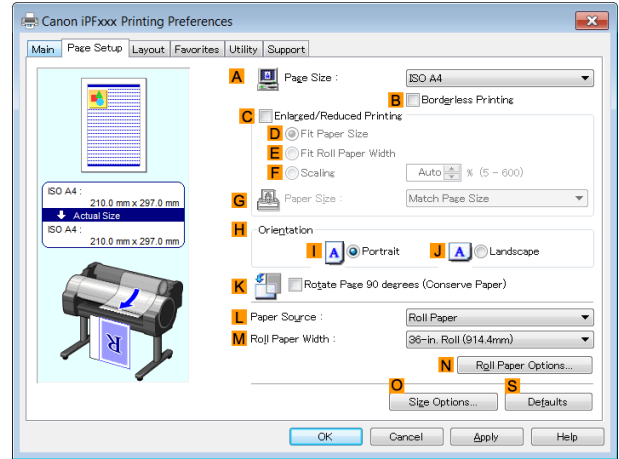 Canon iPFxxx Printing Preferences
Main Page Setup Layout Favorites Utility Support
A Page Size : ISO A4
B Borderless Printing
C Enlarged/Reduced Printing
D Fit Paper Size
E Fit Roll Paper Width
F Scaling Auto % (5 - 600)
G Paper Size : Match Page Size
ISO A4 :
210.0 mm x 297.0 mm
Actual Size
ISO A4 :
210.0 mm x 297.0 mm
H Orientation
I A Portrait J A Landscape
K Rotate Page 90 degrees (Conserve Paper)
L Paper Source : Roll Paper
M Roll Paper Width : 36-in. Roll (914.4mm)
R
N Roll Paper Options...
O S
Size Options... Defaults
OK Cancel Apply Help